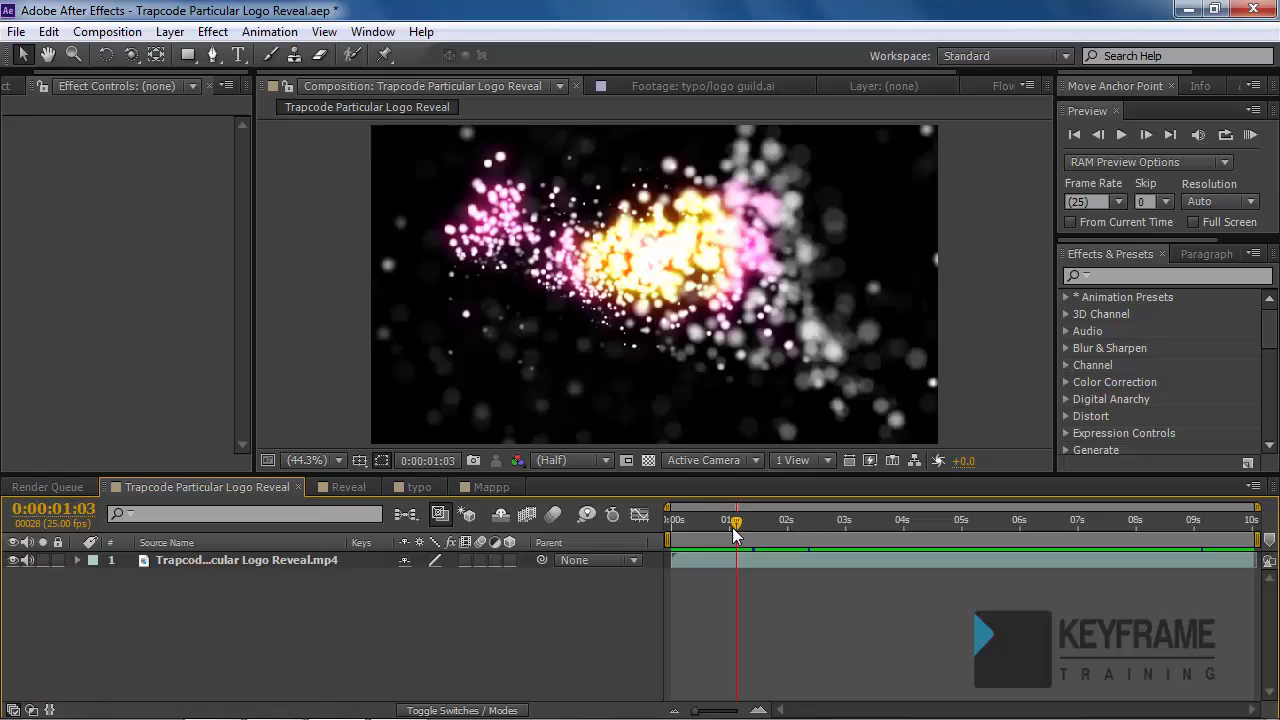 Ae Adobe After Effects - Trapcode Particular Logo Reveal.aep *
File Edit Composition Layer Effect Animation View Window Help
T Workspace: Standard Search Help
ct Effect Controls: (none) Composition: Trapcode Particular Logo Reveal Footage: typo/logo guild.ai Layer: (none) Flow Move Anchor Point Info A
Trapcode Particular Logo Reveal
Preview
RAM Preview Options
Frame Rate Skip Resolution
(25) 0 Auto
From Current Time Full Screen
Effects & Presets Paragraph
* Animation Presets
3D Channel
Audio
Blur & Sharpen
Channel
Color Correction
Digital Anarchy
Distort
Expression Controls
Generate
(44.3%) 0:00:01:03 (Half) Active Camera 1 View +0.0
Render Queue Trapcode Particular Logo Reveal Reveal typo Mappp
0:00:01:03
00028 (25.00 fps)
):00s 01s 02s 03s 04s 05s 06s 07s 08s 09s 10s
# Source Name Keys fx Parent
1 Trapcod...cular Logo Reveal.mp4 None
KEYFRAME
TRAINING
Toggle Switches / Modes